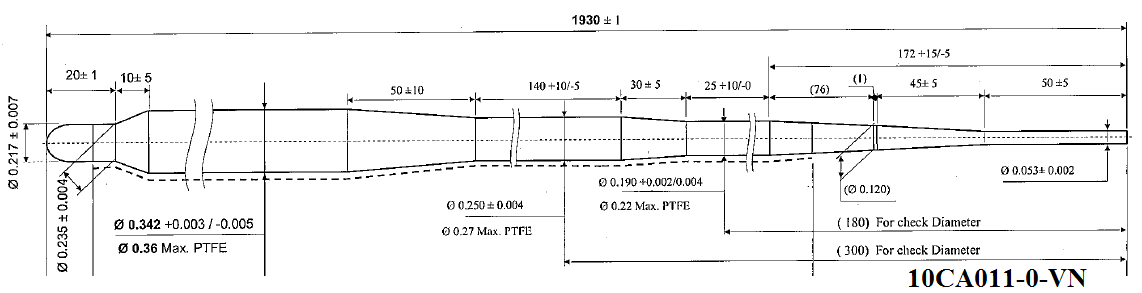 1930 ± I
172 +15/-5
20± 1
10± 5
50 ±10
140 +10/-5
30 ± 5
25 +10/-0
(76)
(1)
45± 5
50 ±5
Ø 0.217 ± 0.007
Ø 0.235 ± 0.004
Ø 0.342 +0.003 / -0.005
Ø 0.36 Max. PTFE
Ø 0.250 ± 0.004
Ø 0.27 Max. PTFE
Ø 0.190 +0.002/0.004
Ø 0.22 Max. PTFE
(Ø 0.120)
Ø 0.053± 0.002
( 180) For check Diameter
( 300) For check Diameter
10CA011-0-VN